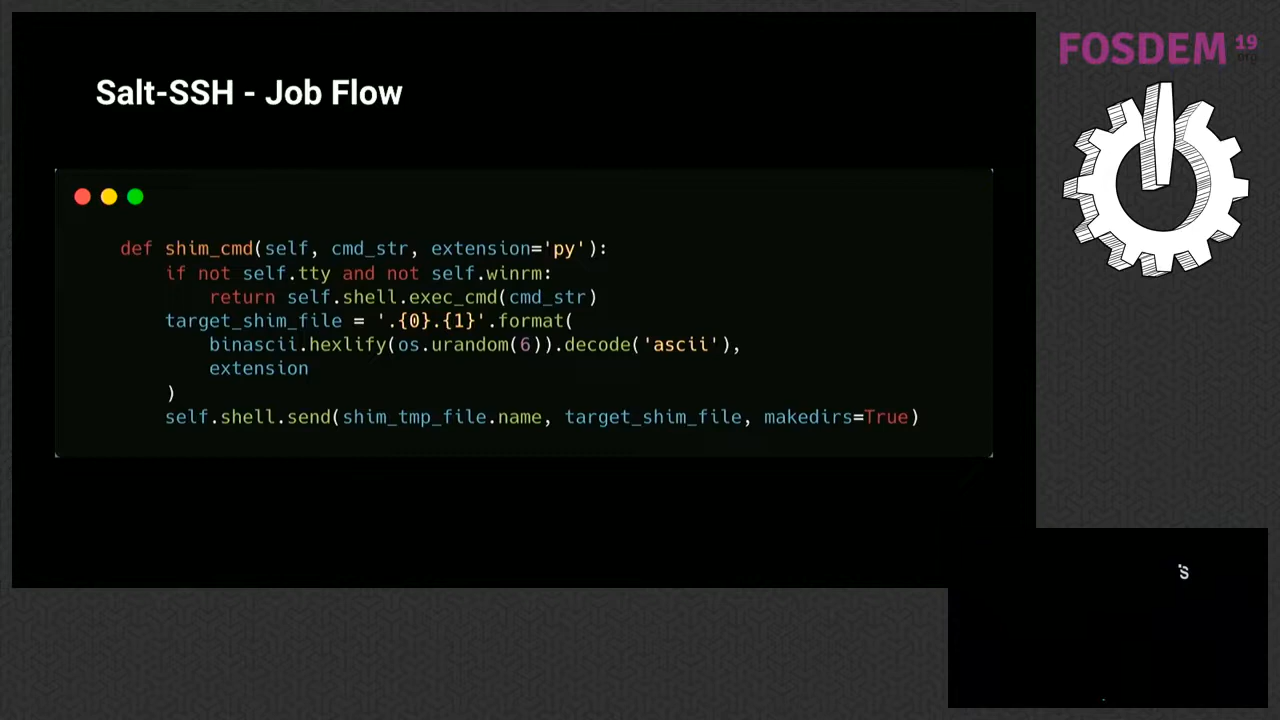 Salt-SSH - Job Flow
def shim_cmd(self, cmd_str, extension='py'):
if not self.tty and not self.winrm:
return self.shell.exec_cmd(cmd_str)
target_shim_file = '.{0}.{1}'.format(
binascii.hexlify(os.urandom(6)).decode('ascii'),
extension
)
self.shell.send(shim_tmp_file.name, target_shim_file, makedirs=True)
FOSDEM 19
.org